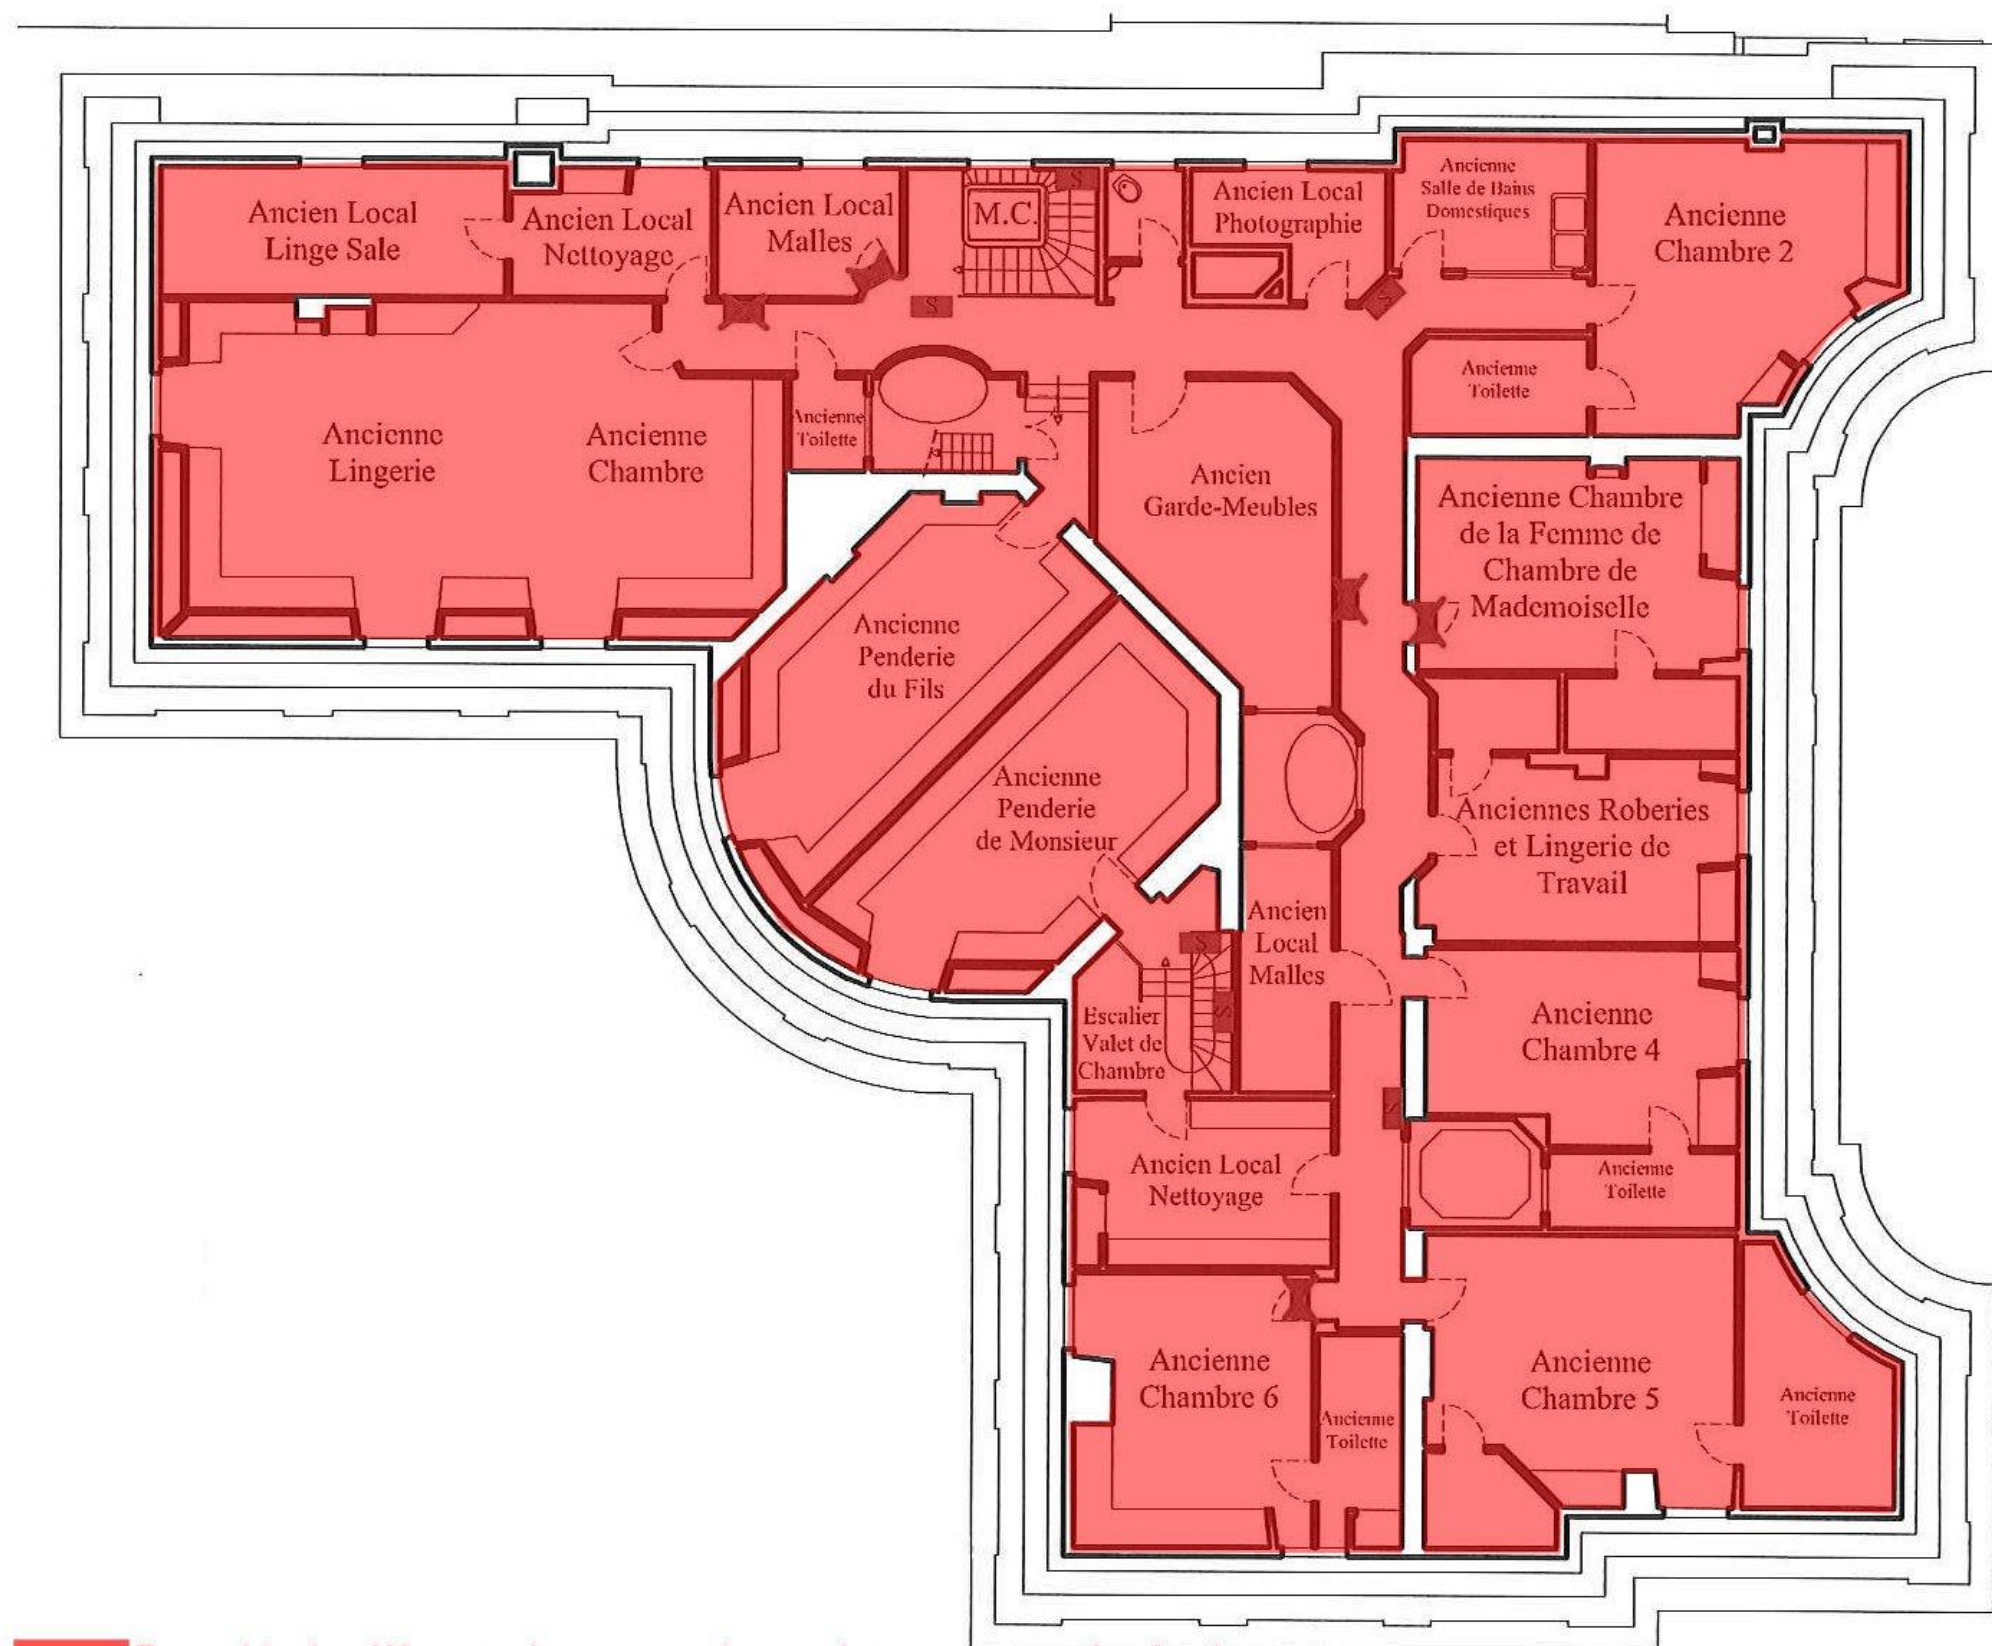 Ancien Local
Linge Sale
Ancien Local
Nettoyage
Ancien Local
Malles
M.C.
S
S
Ancien Local
Photographie
S
Ancienne
Salle de Bains
Domestiques
Ancienne
Chambre 2
Ancienne
Toilette
Ancienne
Lingerie
Ancienne
Chambre
Ancienne
Toilette
Ancien
Garde-Meubles
Ancienne Chambre
de la Femme de
Chambre de
Mademoiselle
Ancienne
Penderie
du Fils
Ancienne
Penderie
de Monsieur
Anciennes Roberies
et Lingerie de
Travail
Ancien
Local
Malles
S
S
Escalier
Valet de
Chambre
Ancienne
Chambre 4
S
Ancien Local
Nettoyage
Ancienne
Toilette
Ancienne
Chambre 6
Ancienne
Toilette
Ancienne
Chambre 5
Ancienne
Toilette